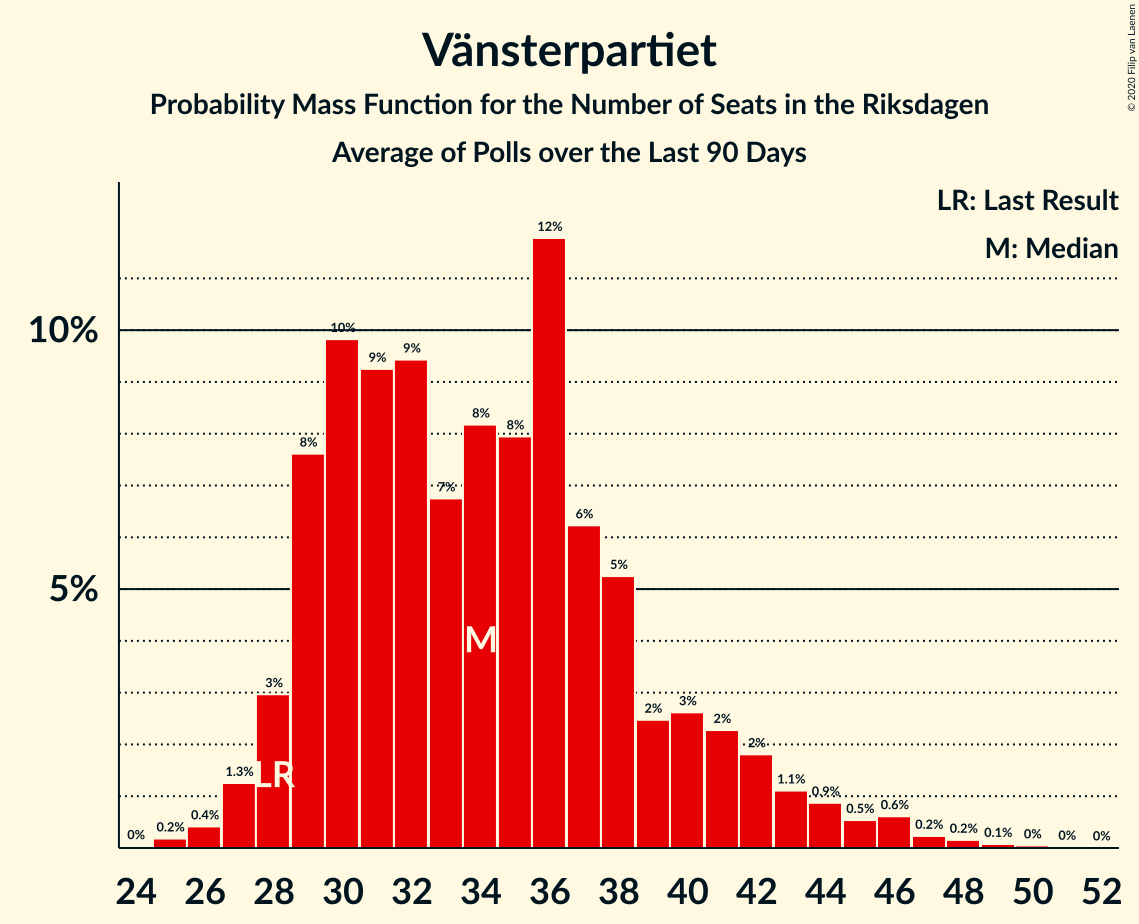 © 2020 Filip van Laenen
Vänsterpartiet
Probability Mass Function for the Number of Seats in the Riksdagen
Average of Polls over the Last 90 Days
LR: Last Result
M: Median
10%
5%
0% 0.2% 0.4% 1.3% 3% 8% 10% 9% 9% 7% 8% 8% 12% 6% 5% 2% 3% 2% 2% 1.1% 0.9% 0.5% 0.6% 0.2% 0.2% 0.1% 0% 0% 0%
LR
M
24 26 28 30 32 34 36 38 40 42 44 46 48 50 52